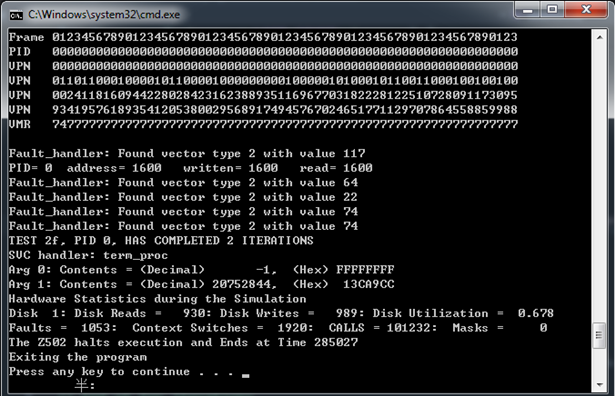 C:\Windows\system32\cmd.exe
Frame 0123456789012345678901234567890123456789012345678901234567890123
PID 0000000000000000000000000000000000000000000000000000000000000000
VPN 0000000000000000000000000000000000000000000000000000000000000000
VPN
VPN
VPN
VMR
Fault_handler: Found vector type 2 with value 117
PID= 0 address= 1600 written= 1600 read= 1600
Fault_handler: Found vector type 2 with value 64
Fault_handler: Found vector type 2 with value 22
Fault_handler: Found vector type 2 with value 74
Fault_handler: Found vector type 2 with value 74
TEST 2f, PID 0, HAS COMPLETED 2 ITERATIONS
SVC handler: term_proc
Arg 0: Contents = (Decimal) -1, (Hex) FFFFFFFF
Arg 1: Contents = (Decimal) 20752844, (Hex) 13CA9CC
Hardware Statistics during the Simulation
Disk 1: Disk Reads = 930: Disk Writes = 989: Disk Utilization = 0.678
Faults = 1053: Context Switches = 1920: CALLS = 101232: Masks = 0
The Z502 halts execution and Ends at Time 285027
Exiting the program
Press any key to continue . . . _
半: